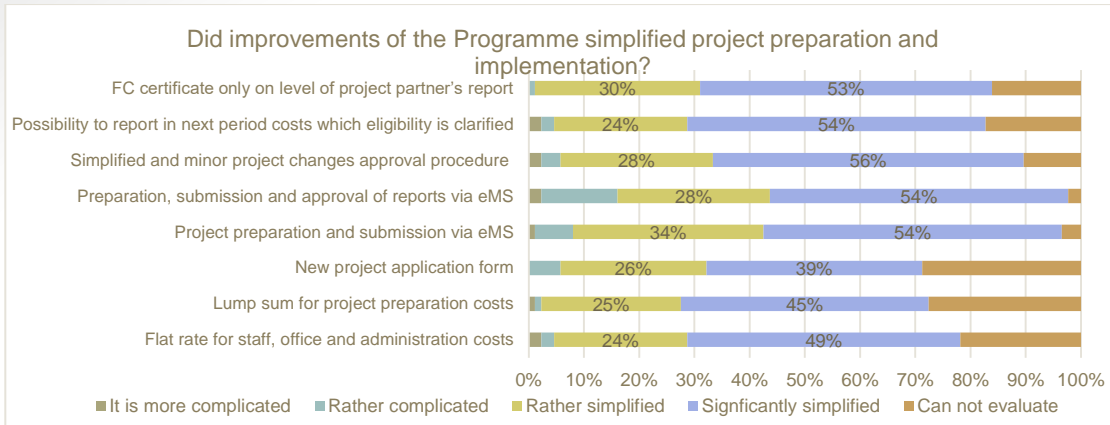 Did improvements of the Programme simplified project preparation and
implementation?
FC certificate only on level of project partner's report
30%
53%
Possibility to report in next period costs which eligibility is clarified
24%
54%
Simplified and minor project changes approval procedure
28%
56%
Preparation, submission and approval of reports via eMS
28%
54%
Project preparation and submission via eMS
34%
54%
New project application form
26%
39%
Lump sum for project preparation costs
25%
45%
Flat rate for staff, office and administration costs
24%
49%
0% 10% 20% 30% 40% 50% 60% 70% 80% 90% 100%
It is more complicated Rather complicated Rather simplified Signficantly simplified Can not evaluate